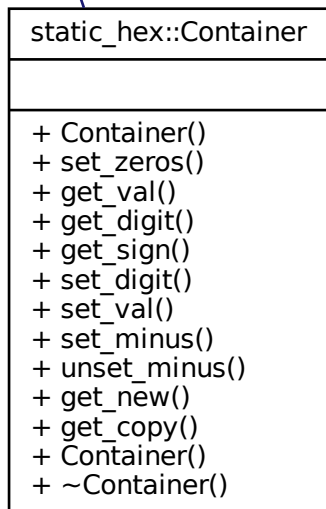 static_hex::Container
+ Container()
+ set_zeros()
+ get_val()
+ get_digit()
+ get_sign()
+ set_digit()
+ set_val()
+ set_minus()
+ unset_minus()
+ get_new()
+ get_copy()
+ Container()
+ ~Container()